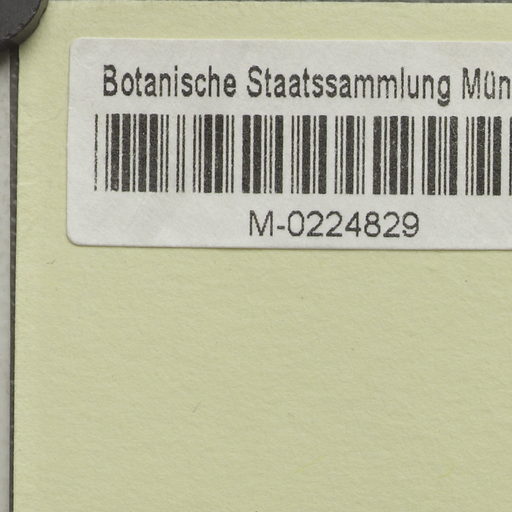 Botanische Staatssammlung Mün
M-0224829